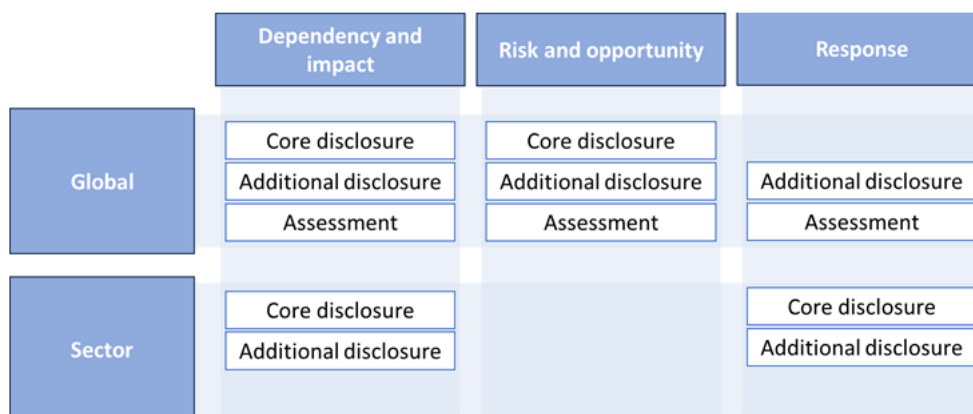 Dependency and
impact
Risk and opportunity
Response
Global
Core disclosure
Core disclosure
Additional disclosure
Additional disclosure
Additional disclosure
Assessment
Assessment
Assessment
Sector
Core disclosure
Core disclosure
Additional disclosure
Additional disclosure